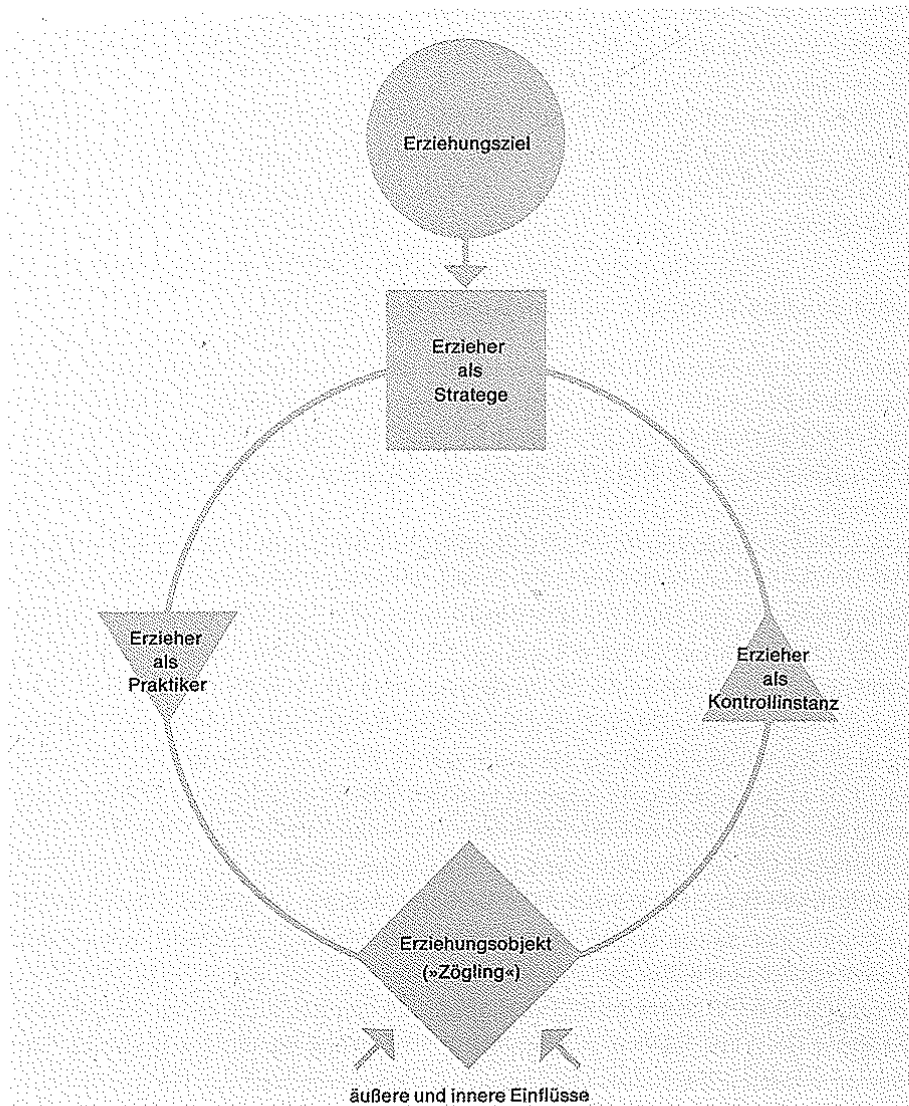 Erziehungsziel
Erzieher
als
Stratege
Erzieher
als
Praktiker
Erzieher
als
Kontrollinstanz
Erziehungsobjekt
(»Zögling«)
äußere und innere Einflüsse